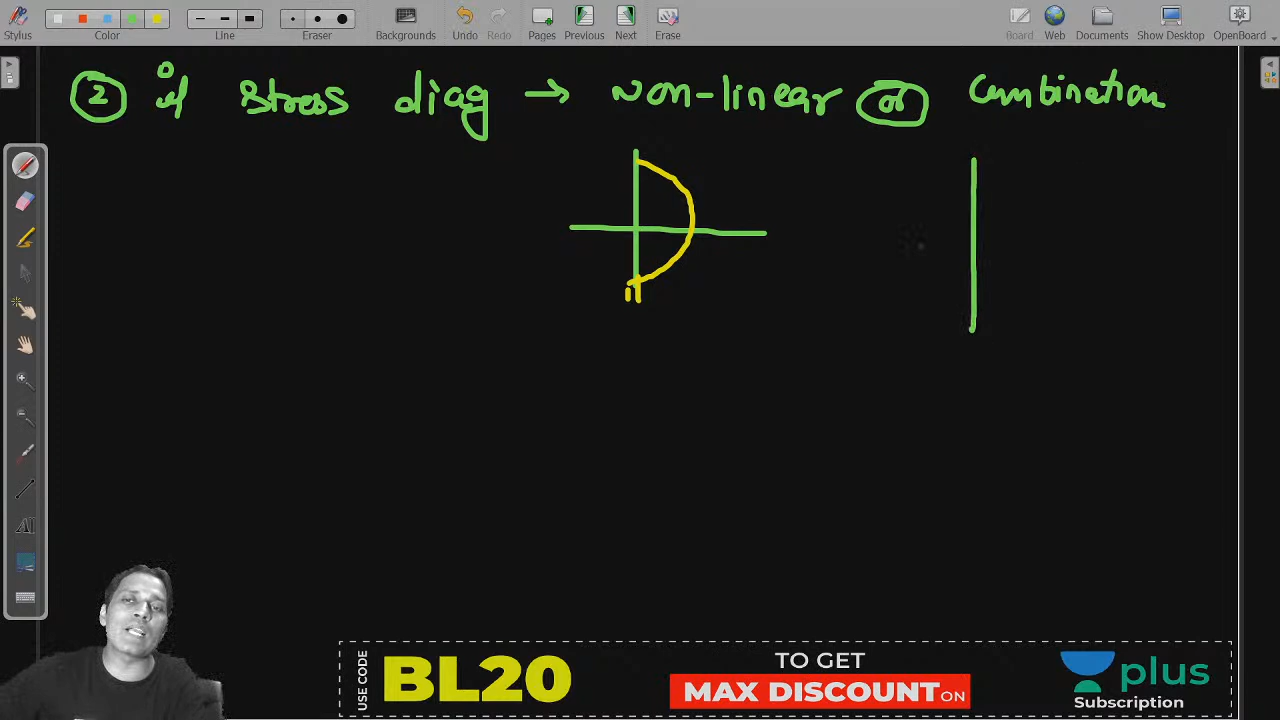 Stylus Color Line Eraser Backgrounds Undo Redo Pages Previous Next Erase Board Web Documents Show Desktop OpenBoard
② if stress diag → non-linear or Combination
USE CODE
BL20
TO GET
MAX DISCOUNT ON
plus
Subscription